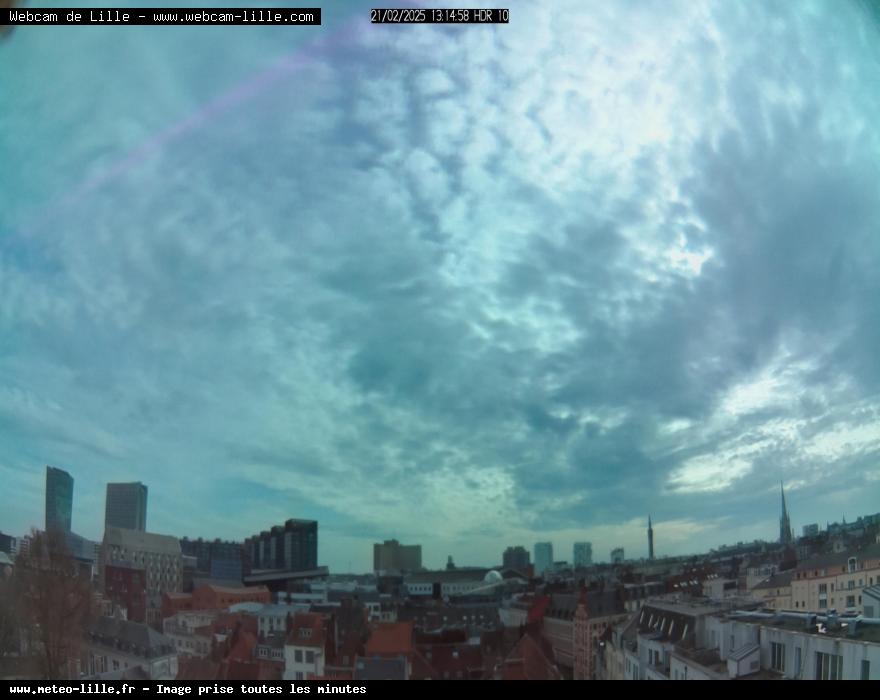 Webcam de Lille - www.webcam-lille.com
21/02/2025 13:14:58 HDR 10
www.meteo-lille.fr - Image prise toutes les minutes